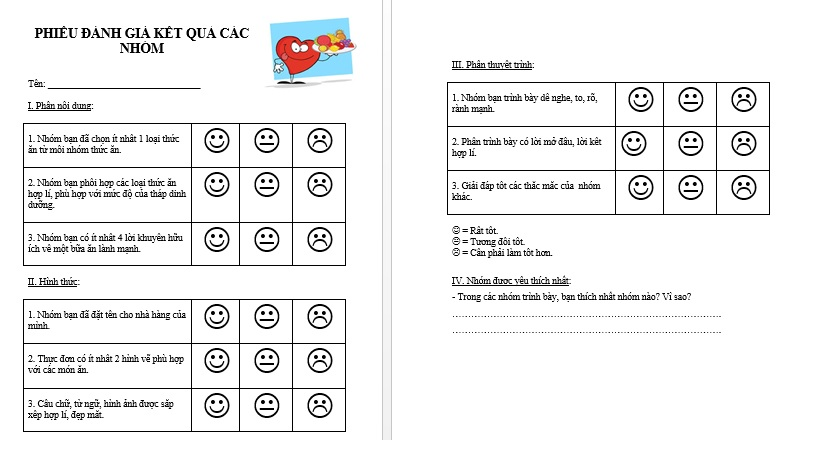 PHIẾU ĐÁNH GIÁ KẾT QUẢ CÁC
NHÓM
Tên: ______________________________
I. Phần nội dung:
1. Nhóm bạn đã chọn ít nhất 1 loại thức
ăn từ mỗi nhóm thức ăn.
2. Nhóm bạn phối hợp các loại thức ăn
hợp lí, phù hợp với mức độ của tháp dinh
dưỡng.
3. Nhóm bạn có ít nhất 4 lời khuyên hữu
ích về một bữa ăn lành mạnh.
II. Hình thức:
1. Nhóm bạn đã đặt tên cho nhà hàng của
mình.
2. Thực đơn có ít nhất 2 hình vẽ phù hợp
với các món ăn.
3. Câu chữ, từ ngữ, hình ảnh được sắp
xếp hợp lí, đẹp mắt.
III. Phần thuyết trình:
1. Nhóm bạn trình bày dễ nghe, to, rõ,
rành mạnh.
2. Phần trình bày có lời mở đầu, lời kết
hợp lí.
3. Giải đáp tốt các thắc mắc của nhóm
khác.
☺ = Rất tốt.
😐 = Tương đối tốt.
☹ = Cần phải làm tốt hơn.
IV. Nhóm được yêu thích nhất:
- Trong các nhóm trình bày, bạn thích nhất nhóm nào? Vì sao?
……………………………………………………………………………
……………………………………………………………………………